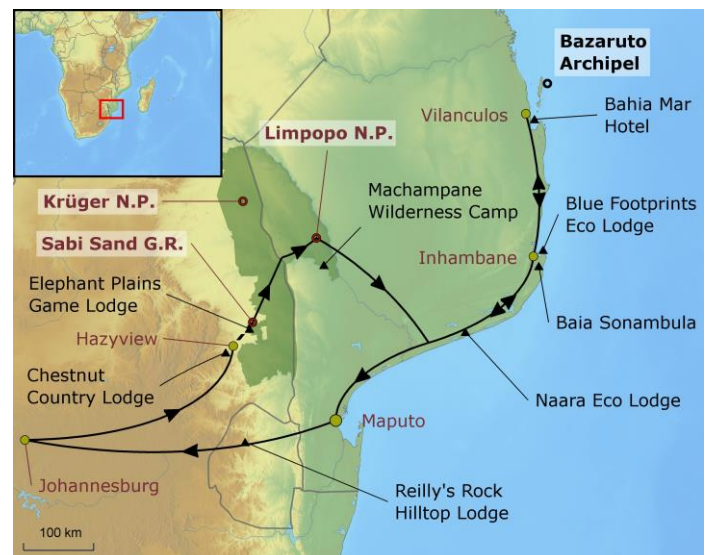 Bazaruto
Archipel
Vilanculos
Bahia Mar
Hotel
Limpopo N.P.
Krüger N.P.
Machampane
Wilderness Camp
Blue Footprints
Eco Lodge
Sabi Sand G.R.
Inhambane
Elephant Plains
Game Lodge
Baia Sonambula
Hazyview
Chestnut
Country Lodge
Naara Eco Lodge
Maputo
Johannesburg
Reilly's Rock
Hilltop Lodge
100 km